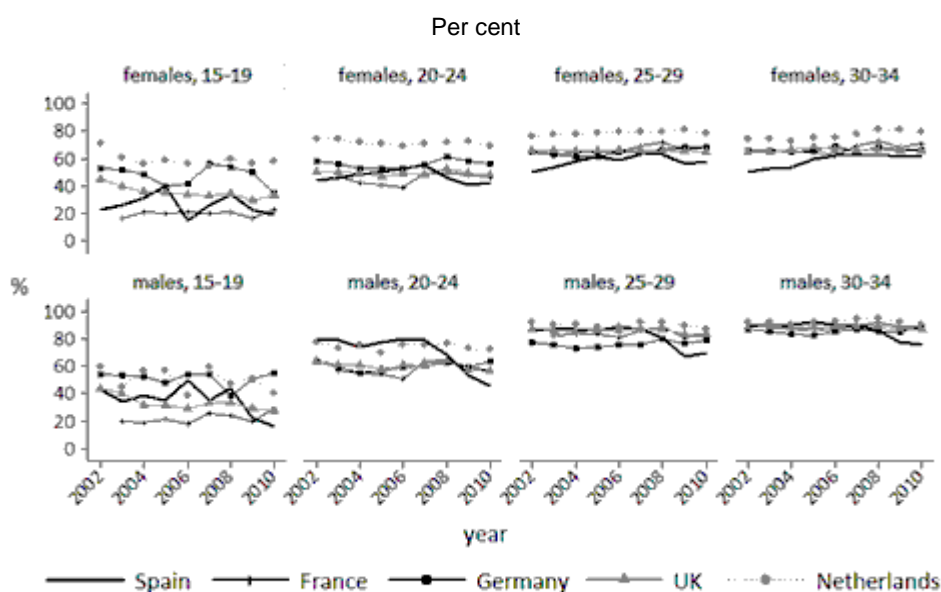 Per cent
females, 15-19 females, 20-24 females, 25-29 females, 30-34
100
80
60
40
20
0
%
males, 15-19 males, 20-24 males, 25-29 males, 30-34
100
80
60
40
20
0
2002 2004 2006 2008 2010 2002 2004 2006 2008 2010 2002 2004 2006 2008 2010 2002 2004 2006 2008 2010
year
Spain France Germany UK Netherlands